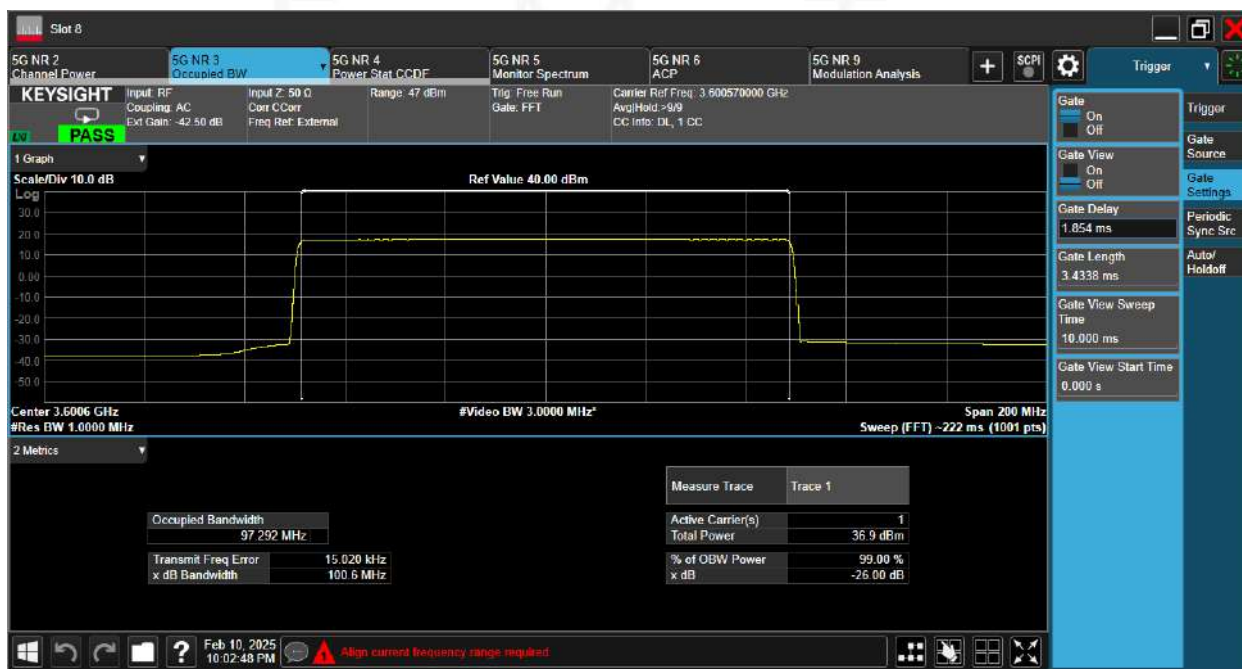 Slot 8
5G NR 2
Channel Power
5G NR 3
Occupied BW
5G NR 4
Power Stat CCDF
5G NR 5
Monitor Spectrum
5G NR 6
ACP
5G NR 9
Modulation Analysis
SCPI
Trigger
KEYSIGHT
LXI
PASS
Input: RF
Coupling: AC
Ext Gain: -42.50 dB
Input Z: 50 Ω
Corr CCorr
Freq Ref: External
Range: 47 dBm
Trig: Free Run
Gate: FFT
Carrier Ref Freq: 3.600570000 GHz
Avg|Hold:>9/9
CC Info: DL, 1 CC
1 Graph
Scale/Div 10.0 dB
Ref Value 40.00 dBm
Log
30.0
20.0
10.0
0.00
-10.0
-20.0
-30.0
-40.0
-50.0
Center 3.6006 GHz
#Video BW 3.0000 MHz*
Span 200 MHz
#Res BW 1.0000 MHz
Sweep (FFT) ~222 ms (1001 pts)
2 Metrics
Measure Trace Trace 1
Occupied Bandwidth
97.292 MHz
Active Carrier(s) 1
Total Power 36.9 dBm
Transmit Freq Error 15.020 kHz
x dB Bandwidth 100.6 MHz
% of OBW Power 99.00 %
x dB -26.00 dB
Gate
On
Off
Gate View
On
Off
Gate Delay
1.854 ms
Gate Length
3.4338 ms
Gate View Sweep
Time
10.000 ms
Gate View Start Time
0.000 s
Trigger
Gate
Source
Gate
Settings
Periodic
Sync Src
Auto/
Holdoff
Feb 10, 2025
10:02:48 PM
Align current frequency range required